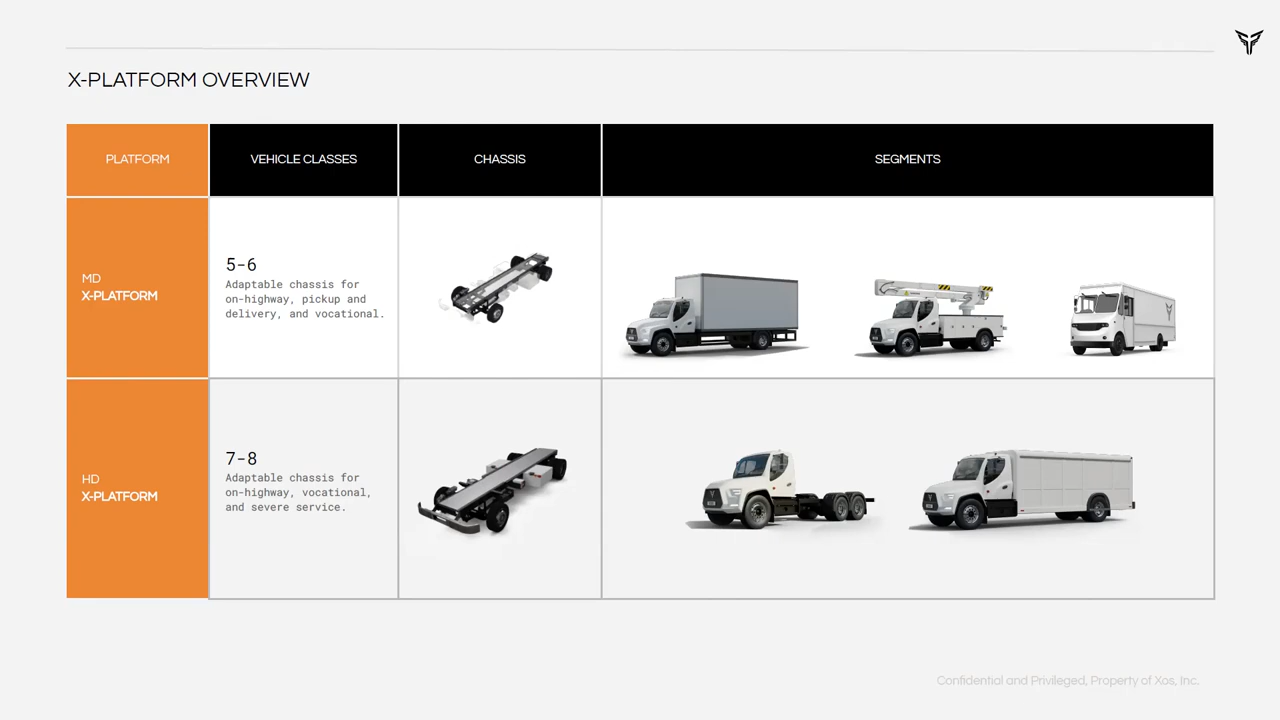 X-PLATFORM OVERVIEW
PLATFORM
VEHICLE CLASSES
CHASSIS
SEGMENTS
MD
X-PLATFORM
5-6
Adaptable chassis for
on-highway, pickup and
delivery, and vocational.
HD
X-PLATFORM
7-8
Adaptable chassis for
on-highway, vocational,
and severe service.
Confidential and Privileged, Property of Xos, Inc.